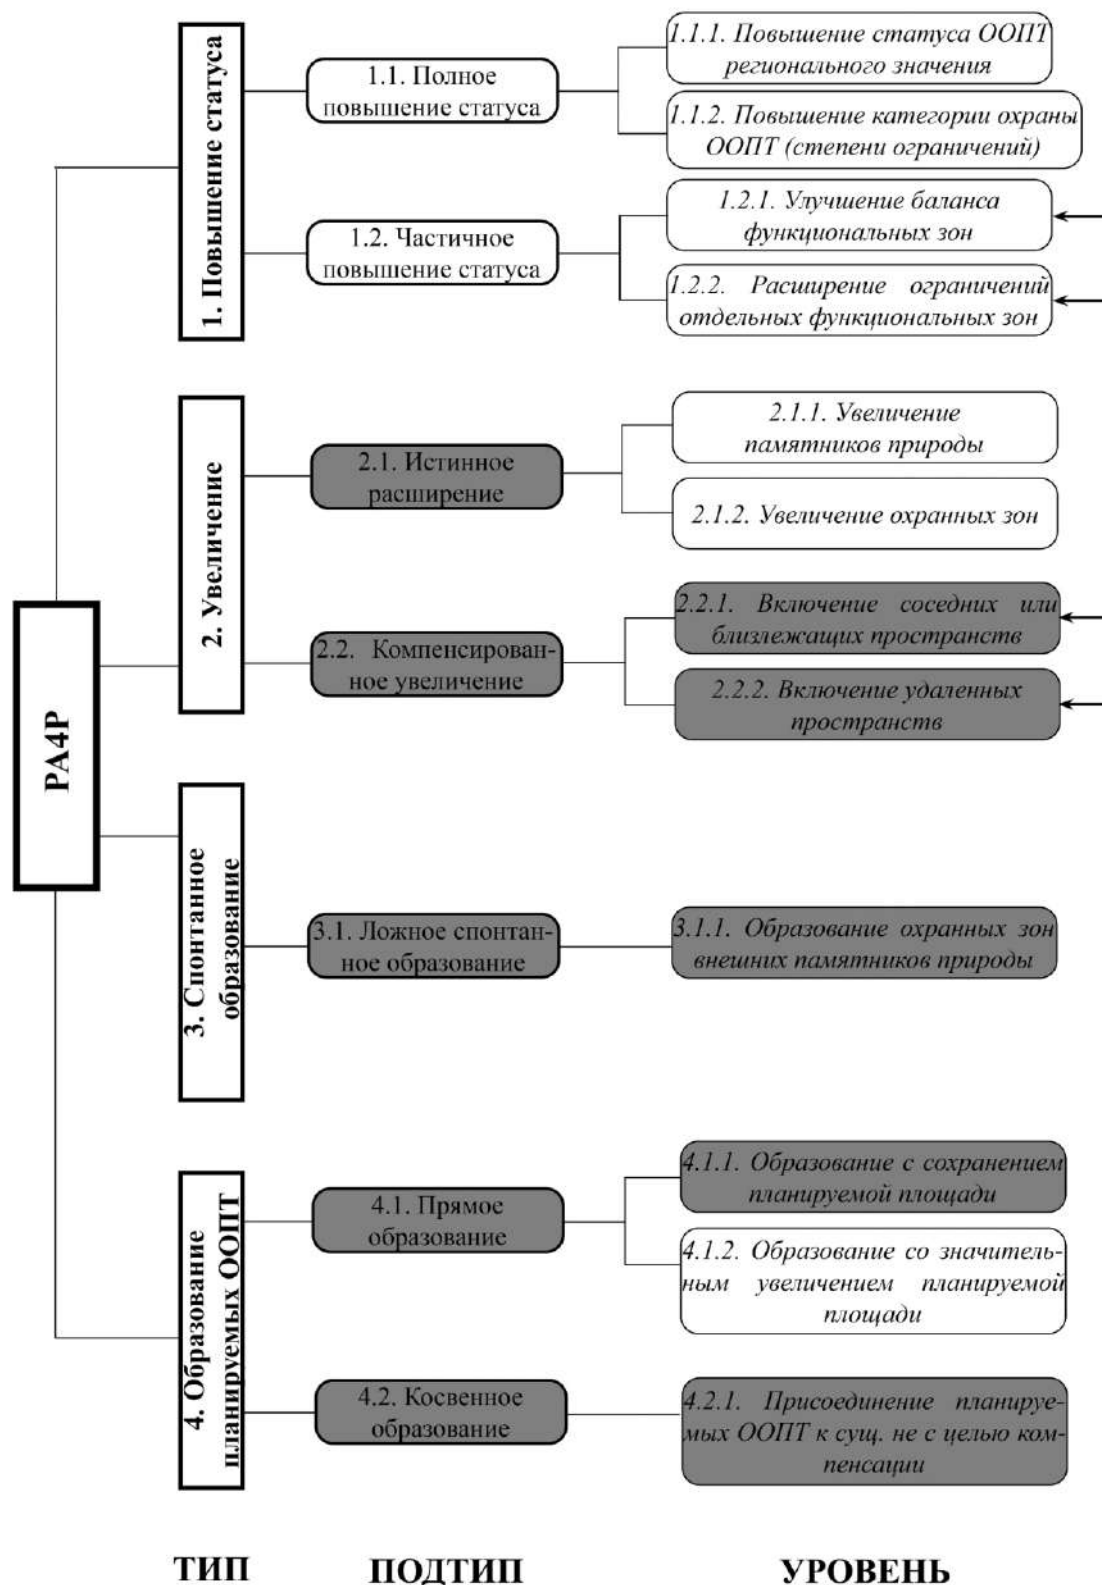 РА4Р
1. Повышение статуса
1.1. Полное
повышение статуса
1.1.1. Повышение статуса ООПТ
регионального значения
1.1.2. Повышение категории охраны
ООПТ (степени ограничений)
1.2. Частичное
повышение статуса
1.2.1. Улучшение баланса
функциональных зон
1.2.2. Расширение ограничений
отдельных функциональных зон
2. Увеличение
2.1. Истинное
расширение
2.1.1. Увеличение
памятников природы
2.1.2. Увеличение охранных зон
2.2. Компенсирован-
ное увеличение
2.2.1. Включение соседних или
близлежащих пространств
2.2.2. Включение удаленных
пространств
3. Спонтанное
образование
3.1. Ложное спонтан-
ное образование
3.1.1. Образование охранных зон
внешних памятников природы
4. Образование
планируемых ООПТ
4.1. Прямое
образование
4.1.1. Образование с сохранением
планируемой площади
4.1.2. Образование со значитель-
ным увеличением планируемой
площади
4.2. Косвенное
образование
4.2.1. Присоединение планируе-
мых ООПТ к сущ. не с целью ком-
пенсации
ТИП ПОДТИП УРОВЕНЬ